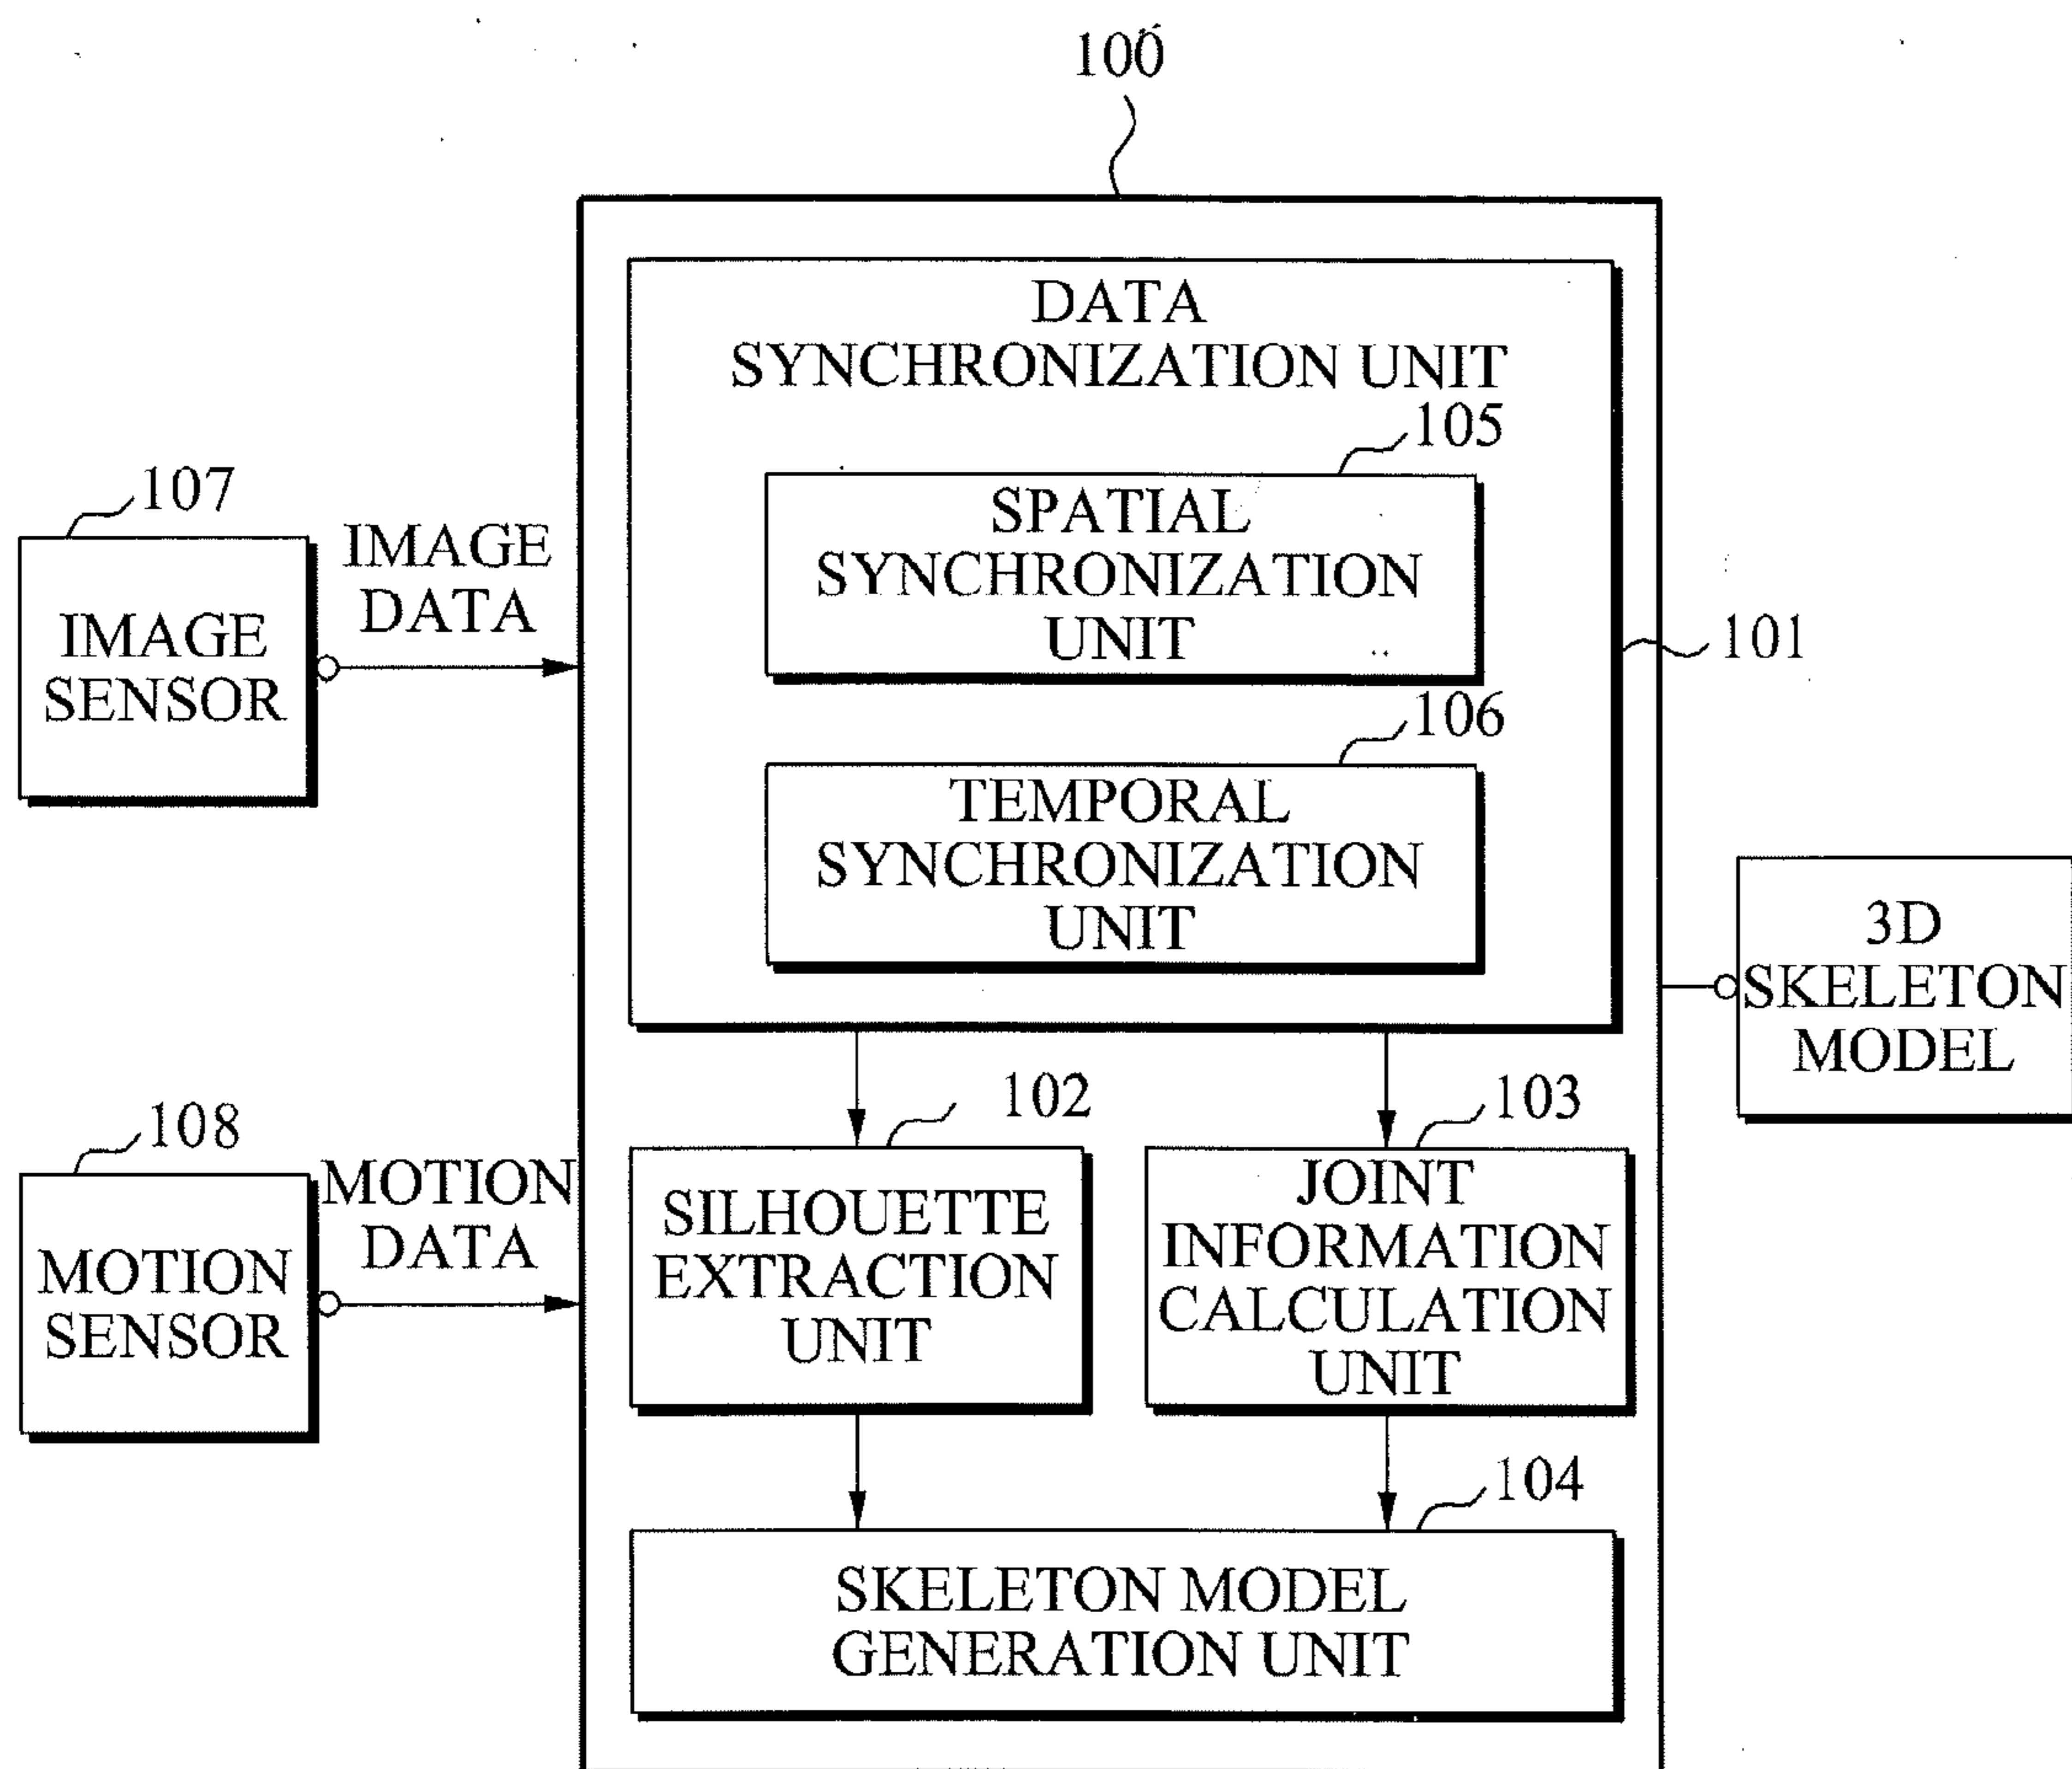 100
DATA
SYNCHRONIZATION UNIT
105
SPATIAL
SYNCHRONIZATION
UNIT
106
TEMPORAL
SYNCHRONIZATION
UNIT
101
107
IMAGE
SENSOR
IMAGE
DATA
108
MOTION
SENSOR
MOTION
DATA
102
SILHOUETTE
EXTRACTION
UNIT
103
JOINT
INFORMATION
CALCULATION
UNIT
104
SKELETON MODEL
GENERATION UNIT
3D
SKELETON
MODEL